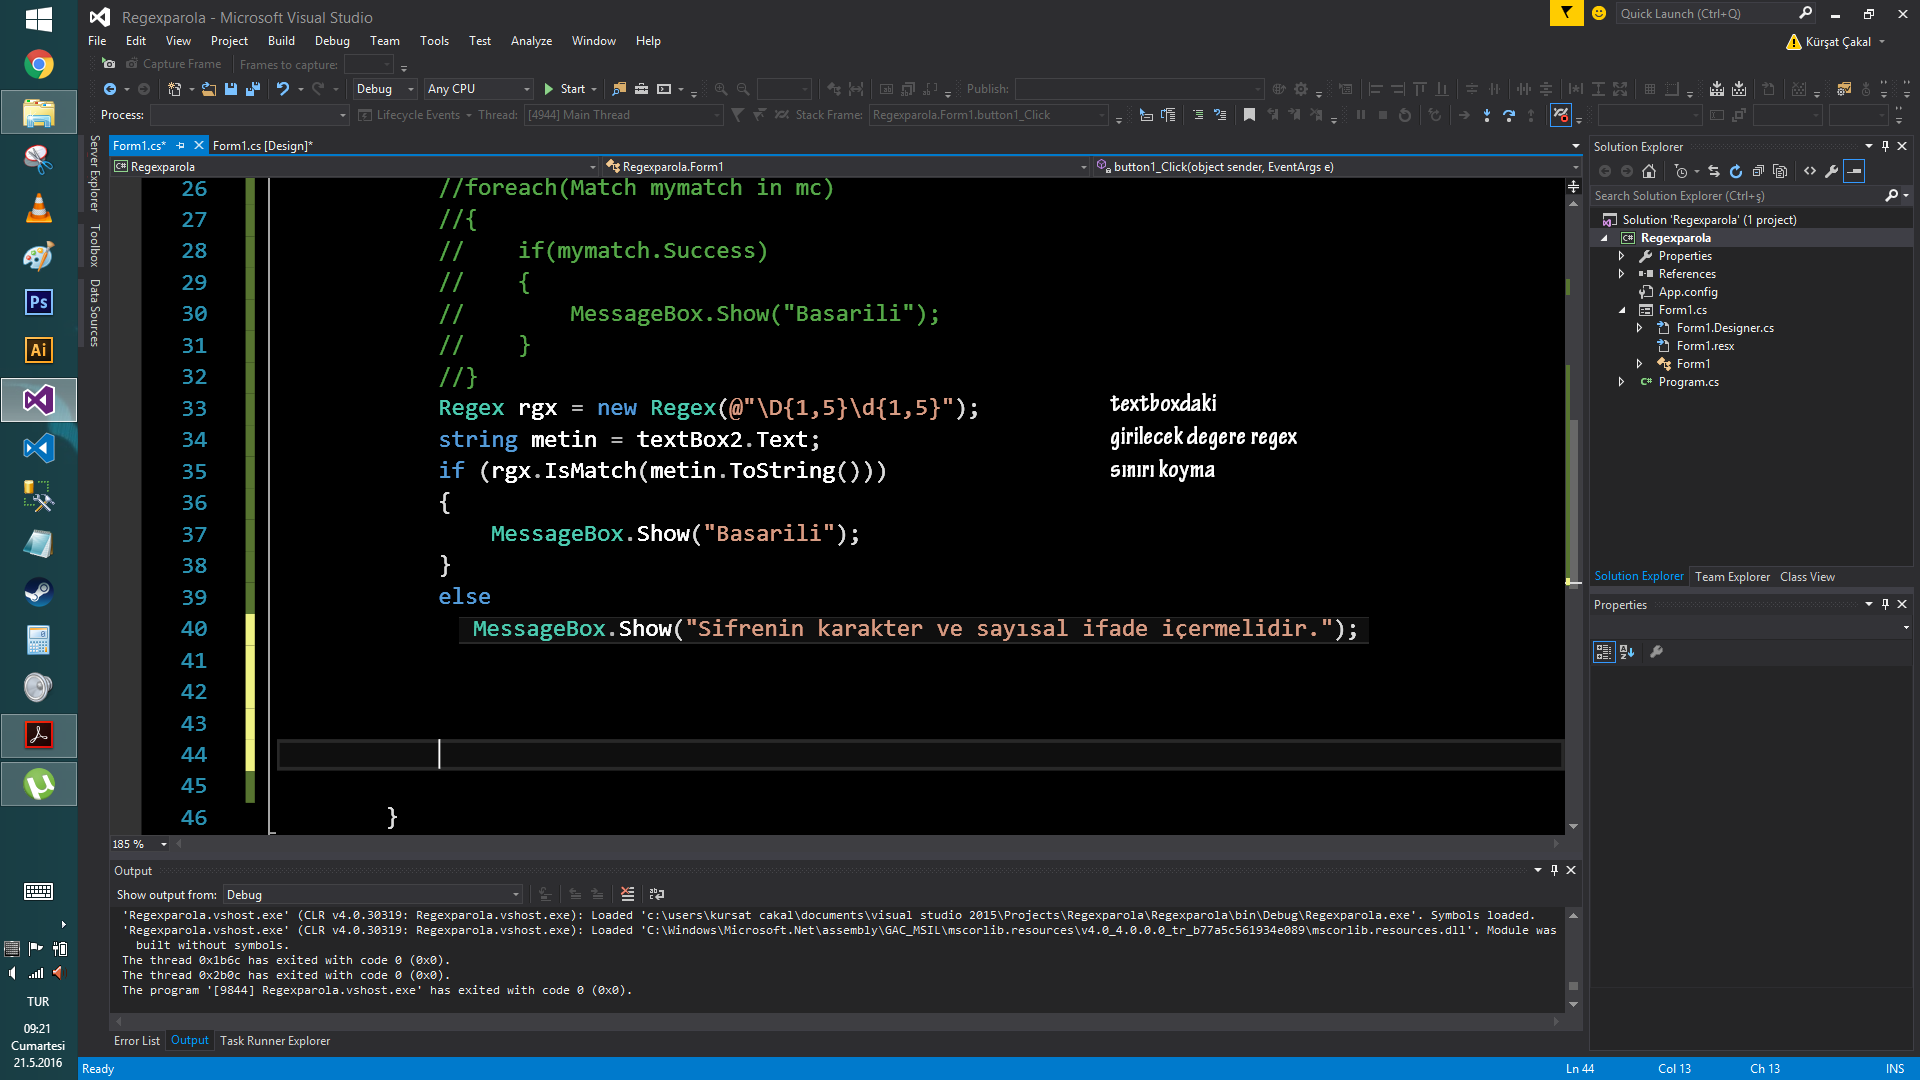 Regexparola - Microsoft Visual Studio
Quick Launch (Ctrl+Q)
File Edit View Project Build Debug Team Tools Test Analyze Window Help
Kürşat Çakal
Capture Frame Frames to capture:
Debug Any CPU Start Publish:
Process: Lifecycle Events Thread: [4944] Main Thread Stack Frame: Regexparola.Form1.button1_Click
Server Explorer
Toolbox
Data Sources
Form1.cs* Form1.cs [Design]*
Regexparola Regexparola.Form1 button1_Click(object sender, EventArgs e)
26 //foreach(Match mymatch in mc)
27 //{
28 //    if(mymatch.Success)
29 //    {
30 //        MessageBox.Show("Basarili");
31 //    }
32 //}
33 Regex rgx = new Regex(@"\D{1,5}\d{1,5}");
34 string metin = textBox2.Text;
35 if (rgx.IsMatch(metin.ToString()))
36 {
37     MessageBox.Show("Basarili");
38 }
39 else
40 MessageBox.Show("Sifrenin karakter ve sayısal ifade içermelidir.");
41
42
43
44
45
46 }
textboxdaki
girilecek degere regex
sınırı koyma
185 %
Output
Show output from: Debug
'Regexparola.vshost.exe' (CLR v4.0.30319: Regexparola.vshost.exe): Loaded 'c:\users\kursat cakal\documents\visual studio 2015\Projects\Regexparola\Regexparola\bin\Debug\Regexparola.exe'. Symbols loaded.
'Regexparola.vshost.exe' (CLR v4.0.30319: Regexparola.vshost.exe): Loaded 'C:\Windows\Microsoft.Net\assembly\GAC_MSIL\mscorlib.resources\v4.0_4.0.0.0_tr_b77a5c561934e089\mscorlib.resources.dll'. Module was
built without symbols.
The thread 0x1b6c has exited with code 0 (0x0).
The thread 0x2b0c has exited with code 0 (0x0).
The program '[9844] Regexparola.vshost.exe' has exited with code 0 (0x0).
Error List Output Task Runner Explorer
Ready
Ln 44 Col 13 Ch 13 INS
Solution Explorer
Search Solution Explorer (Ctrl+ş)
Solution 'Regexparola' (1 project)
C# Regexparola
Properties
References
App.config
Form1.cs
Form1.Designer.cs
Form1.resx
Form1
C# Program.cs
Solution Explorer Team Explorer Class View
Properties
Ps
Ai
TUR
09:21
Cumartesi
21.5.2016